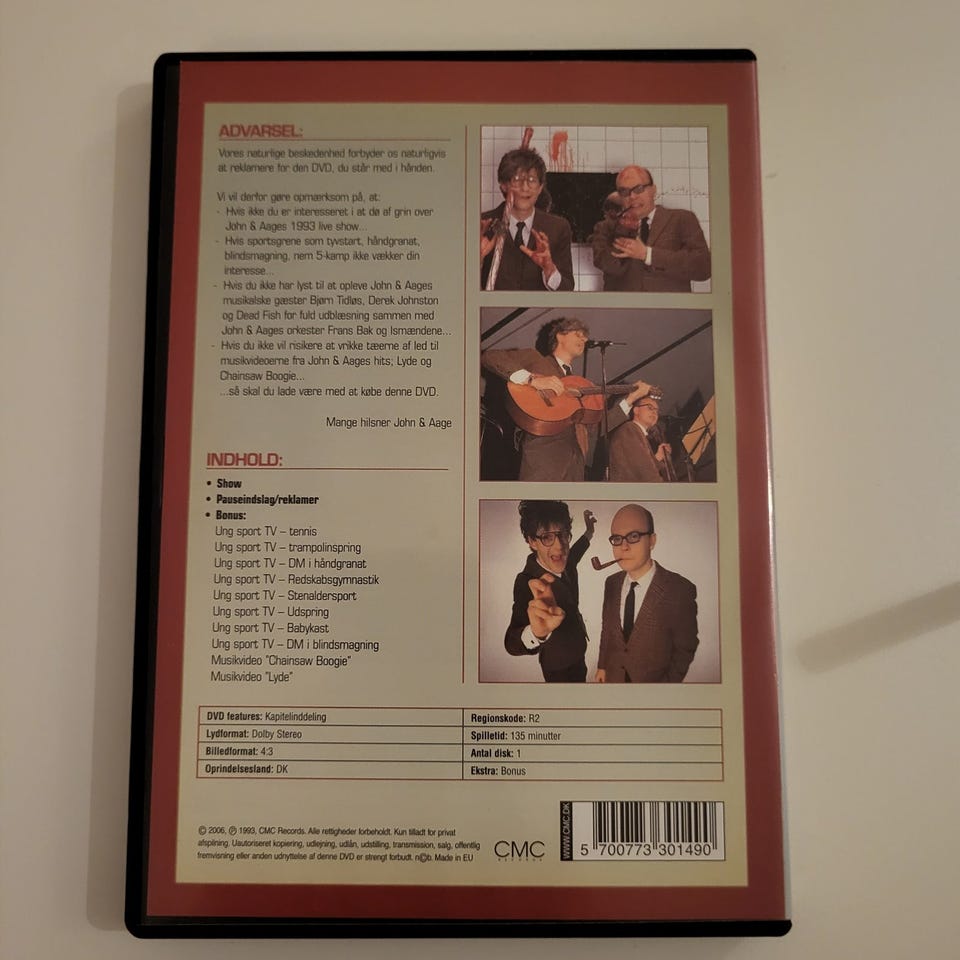 ADVARSEL:
Vores naturlige beskedenhed forbyder os naturligvis
at reklamere for den DVD, du står med i hånden.
Vi vil derfor gøre opmærksom på, at:
- Hvis ikke du er interesseret i at dø af grin over
John & Aages 1993 live show...
- Hvis sportsgrene som tyvstart, håndgranat,
blindsmagning, nem 5-kamp ikke vækker din
interesse...
- Hvis du ikke har lyst til at opleve John & Aages
musikalske gæster Bjørn Tidløs, Derek Johnston
og Dead Fish for fuld udblæsning sammen med
John & Aages orkester Frans Bak og Ismændene...
- Hvis du ikke vil risikere at vrikke tæerne af led til
musikvideoerne fra John & Aages hits; Lyde og
Chainsaw Boogie...
...så skal du lade være med at købe denne DVD.
Mange hilsner John & Aage
INDHOLD:
• Show
• Pauseindslag/reklamer
• Bonus:
Ung sport TV – tennis
Ung sport TV – trampolinspring
Ung sport TV – DM i håndgranat
Ung sport TV – Redskabsgymnastik
Ung sport TV – Stenaldersport
Ung sport TV – Udspring
Ung sport TV – Babykast
Ung sport TV – DM i blindsmagning
Musikvideo "Chainsaw Boogie"
Musikvideo "Lyde"
DVD features: Kapitelinddeling
Lydformat: Dolby Stereo
Billedformat: 4:3
Oprindelsesland: DK
Regionskode: R2
Spilletid: 135 minutter
Antal disk: 1
Ekstra: Bonus
© 2006, ℗ 1993, CMC Records. Alle rettigheder forbeholdt. Kun tilladt for privat
afspilning. Uautoriseret kopiering, udlejning, udlån, udstilling, transmission, salg, offentlig
fremvisning eller anden udnyttelse af denne DVD er strengt forbudt. n©b. Made in EU
CMC
RECORDS
WWW.CMC.DK
5 700773 301490